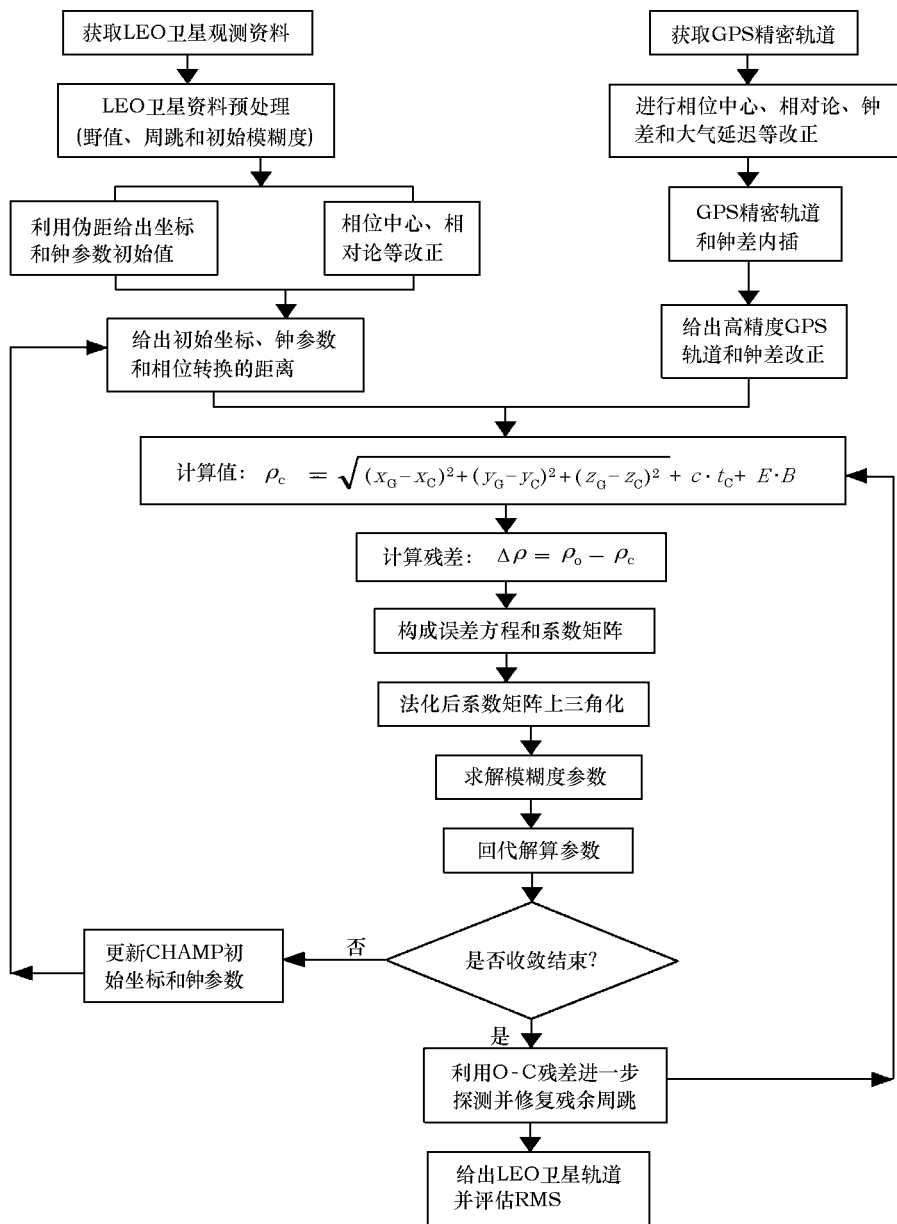 获取LEO卫星观测资料
获取GPS精密轨道
LEO卫星资料预处理
(野值、周跳和初始模糊度)
进行相位中心、相对论、钟
差和大气延迟等改正
利用伪距给出坐标
和钟参数初始值
相位中心、相
对论等改正
GPS精密轨道
和钟差内插
给出初始坐标、钟参数
和相位转换的距离
给出高精度GPS
轨道和钟差改正
计算值: ρc = √(xG−xC)²+(yG−yC)²+(zG−zC)² + c·tC+ E·B
计算残差: Δρ = ρo − ρc
构成误差方程和系数矩阵
法化后系数矩阵上三角化
求解模糊度参数
回代解算参数
是否收敛结束?
否
更新CHAMP初
始坐标和钟参数
是
利用O-C残差进一步
探测并修复残余周跳
给出LEO卫星轨道
并评估RMS